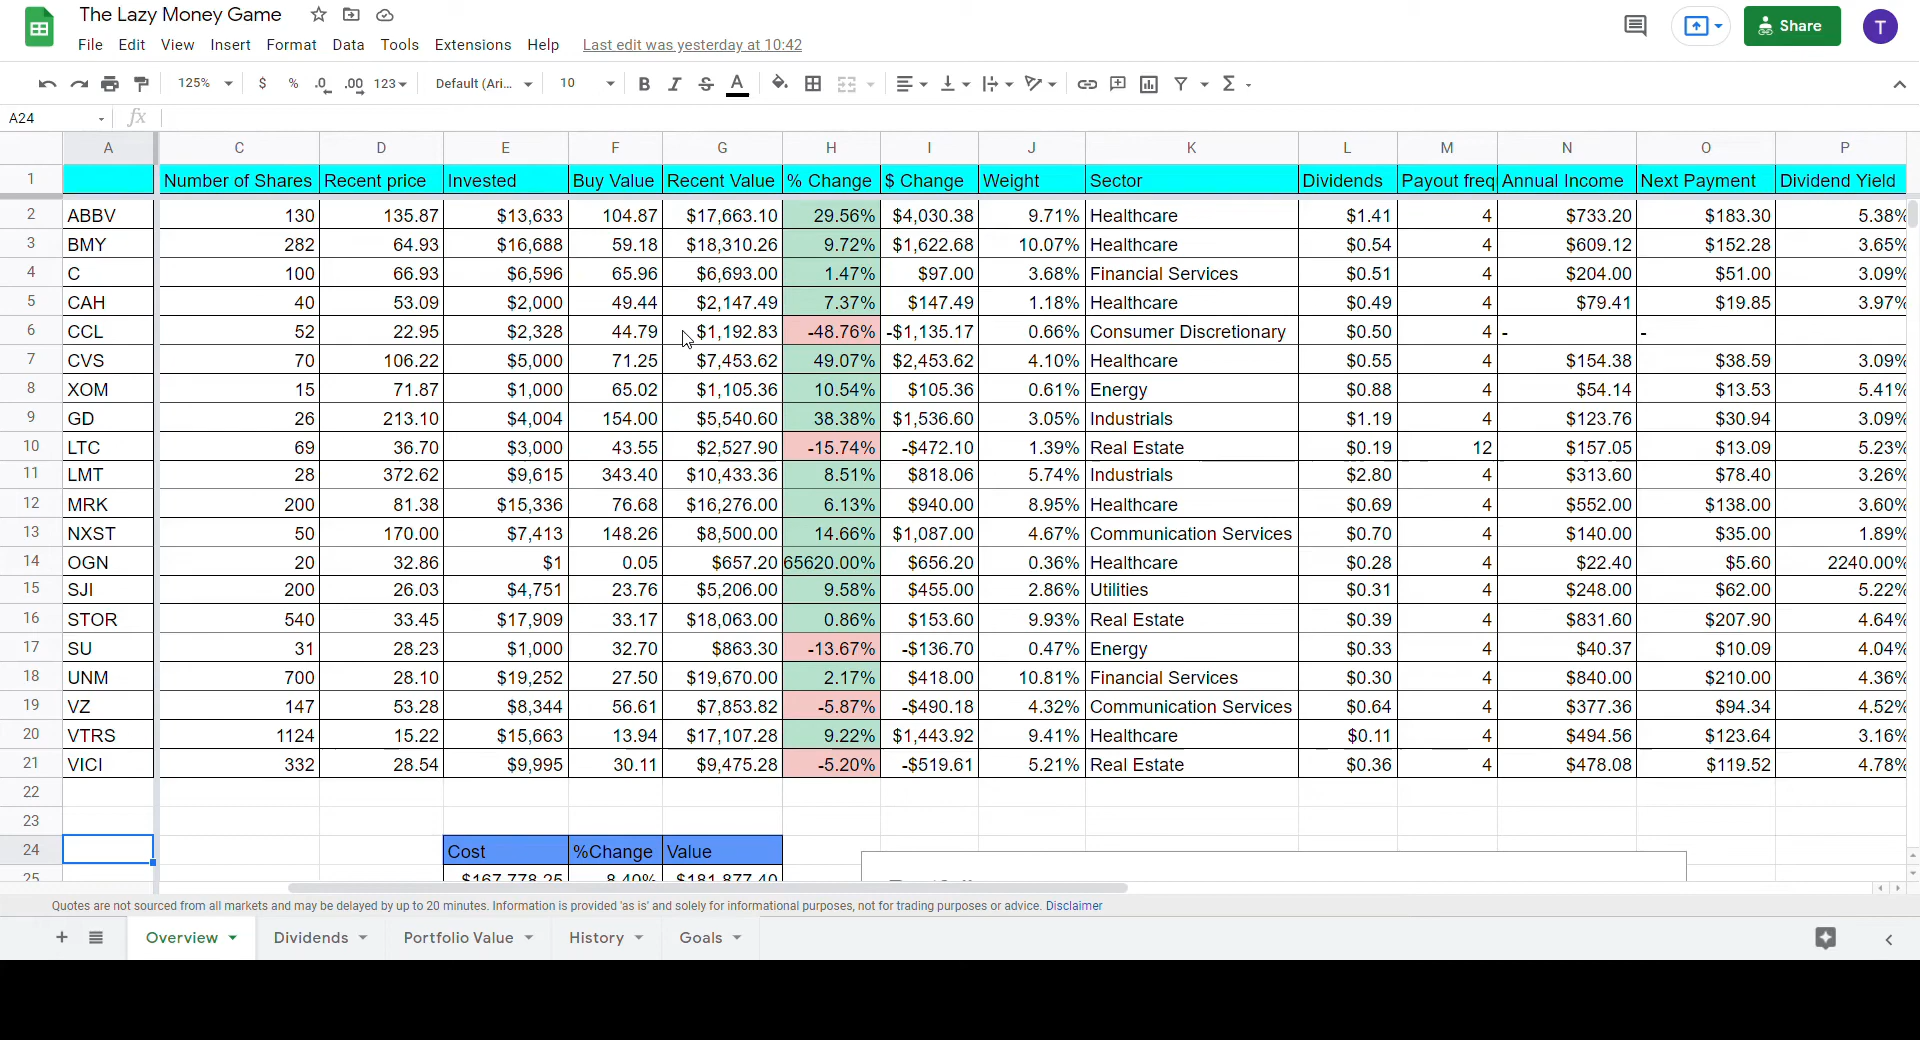 The Lazy Money Game
File Edit View Insert Format Data Tools Extensions Help Last edit was yesterday at 10:42
Share T
125% $ % .0 .00 123 Default (Ari... 10 B I S A Σ
A24 fx
A C D E F G H I J K L M N O P
1 Number of Shares Recent price Invested Buy Value Recent Value % Change $ Change Weight Sector Dividends Payout freq Annual Income Next Payment Dividend Yield
2 ABBV 130 135.87 $13,633 104.87 $17,663.10 29.56% $4,030.38 9.71% Healthcare $1.41 4 $733.20 $183.30 5.38%
3 BMY 282 64.93 $16,688 59.18 $18,310.26 9.72% $1,622.68 10.07% Healthcare $0.54 4 $609.12 $152.28 3.65%
4 C 100 66.93 $6,596 65.96 $6,693.00 1.47% $97.00 3.68% Financial Services $0.51 4 $204.00 $51.00 3.09%
5 CAH 40 53.09 $2,000 49.44 $2,147.49 7.37% $147.49 1.18% Healthcare $0.49 4 $79.41 $19.85 3.97%
6 CCL 52 22.95 $2,328 44.79 $1,192.83 -48.76% -$1,135.17 0.66% Consumer Discretionary $0.50 4 - -
7 CVS 70 106.22 $5,000 71.25 $7,453.62 49.07% $2,453.62 4.10% Healthcare $0.55 4 $154.38 $38.59 3.09%
8 XOM 15 71.87 $1,000 65.02 $1,105.36 10.54% $105.36 0.61% Energy $0.88 4 $54.14 $13.53 5.41%
9 GD 26 213.10 $4,004 154.00 $5,540.60 38.38% $1,536.60 3.05% Industrials $1.19 4 $123.76 $30.94 3.09%
10 LTC 69 36.70 $3,000 43.55 $2,527.90 -15.74% -$472.10 1.39% Real Estate $0.19 12 $157.05 $13.09 5.23%
11 LMT 28 372.62 $9,615 343.40 $10,433.36 8.51% $818.06 5.74% Industrials $2.80 4 $313.60 $78.40 3.26%
12 MRK 200 81.38 $15,336 76.68 $16,276.00 6.13% $940.00 8.95% Healthcare $0.69 4 $552.00 $138.00 3.60%
13 NXST 50 170.00 $7,413 148.26 $8,500.00 14.66% $1,087.00 4.67% Communication Services $0.70 4 $140.00 $35.00 1.89%
14 OGN 20 32.86 $1 0.05 $657.20 65620.00% $656.20 0.36% Healthcare $0.28 4 $22.40 $5.60 2240.00%
15 SJI 200 26.03 $4,751 23.76 $5,206.00 9.58% $455.00 2.86% Utilities $0.31 4 $248.00 $62.00 5.22%
16 STOR 540 33.45 $17,909 33.17 $18,063.00 0.86% $153.60 9.93% Real Estate $0.39 4 $831.60 $207.90 4.64%
17 SU 31 28.23 $1,000 32.70 $863.30 -13.67% -$136.70 0.47% Energy $0.33 4 $40.37 $10.09 4.04%
18 UNM 700 28.10 $19,252 27.50 $19,670.00 2.17% $418.00 10.81% Financial Services $0.30 4 $840.00 $210.00 4.36%
19 VZ 147 53.28 $8,344 56.61 $7,853.82 -5.87% -$490.18 4.32% Communication Services $0.64 4 $377.36 $94.34 4.52%
20 VTRS 1124 15.22 $15,663 13.94 $17,107.28 9.22% $1,443.92 9.41% Healthcare $0.11 4 $494.56 $123.64 3.16%
21 VICI 332 28.54 $9,995 30.11 $9,475.28 -5.20% -$519.61 5.21% Real Estate $0.36 4 $478.08 $119.52 4.78%
22
23
24 Cost %Change Value
25 $167,778.25 8.40% $181,877.40
Quotes are not sourced from all markets and may be delayed by up to 20 minutes. Information is provided 'as is' and solely for informational purposes, not for trading purposes or advice. Disclaimer
+ Overview Dividends Portfolio Value History Goals